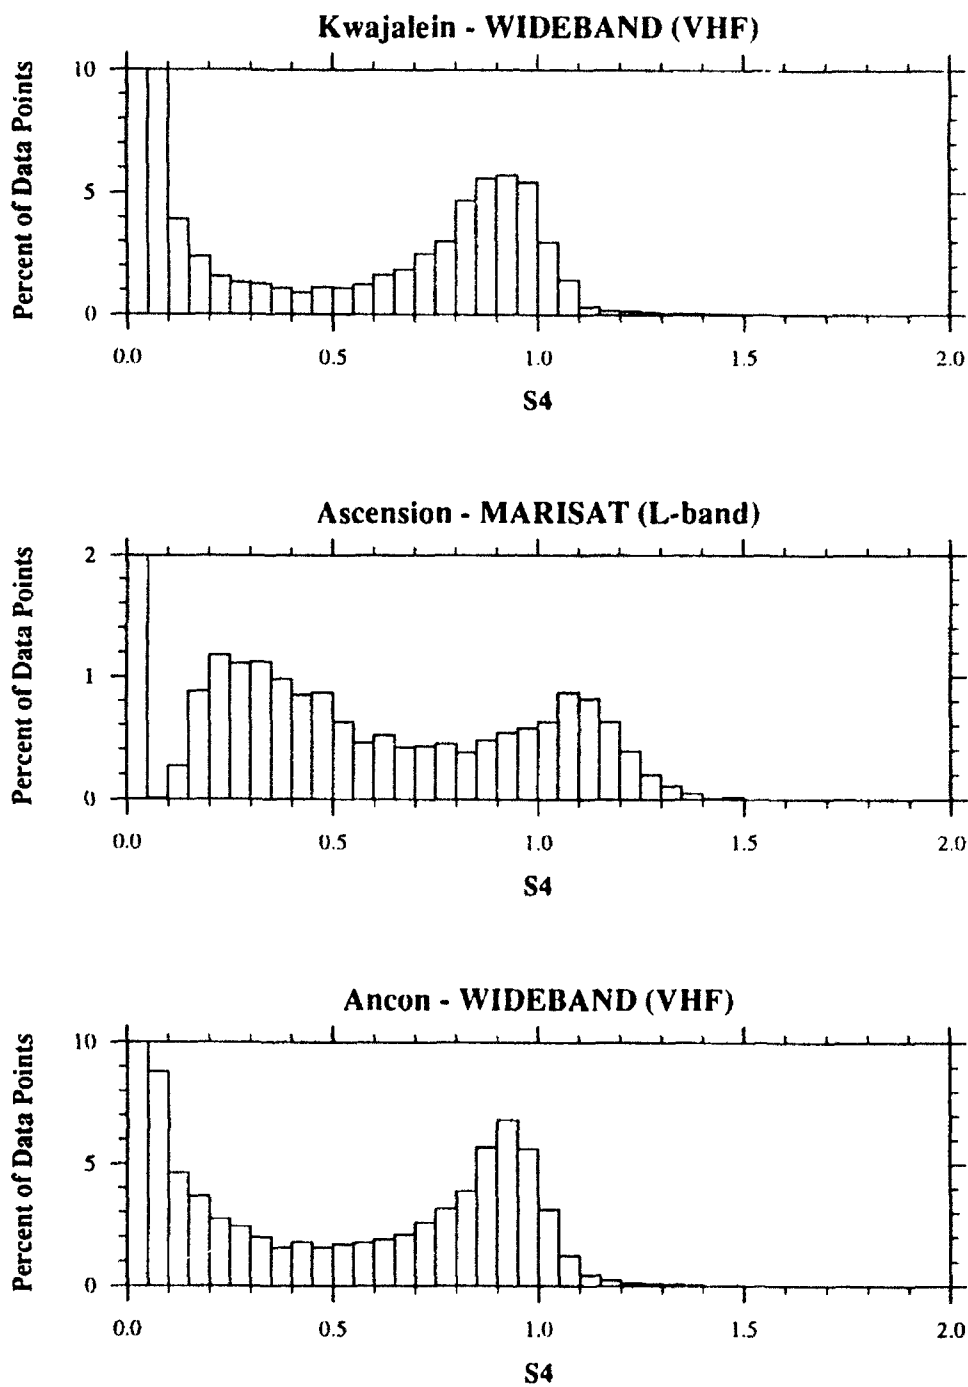 Kwajalein - WIDEBAND (VHF)
Percent of Data Points
10
5
0
0.0 0.5 1.0 1.5 2.0
S4
Ascension - MARISAT (L-band)
Percent of Data Points
2
1
0
0.0 0.5 1.0 1.5 2.0
S4
Ancon - WIDEBAND (VHF)
Percent of Data Points
10
5
0
0.0 0.5 1.0 1.5 2.0
S4